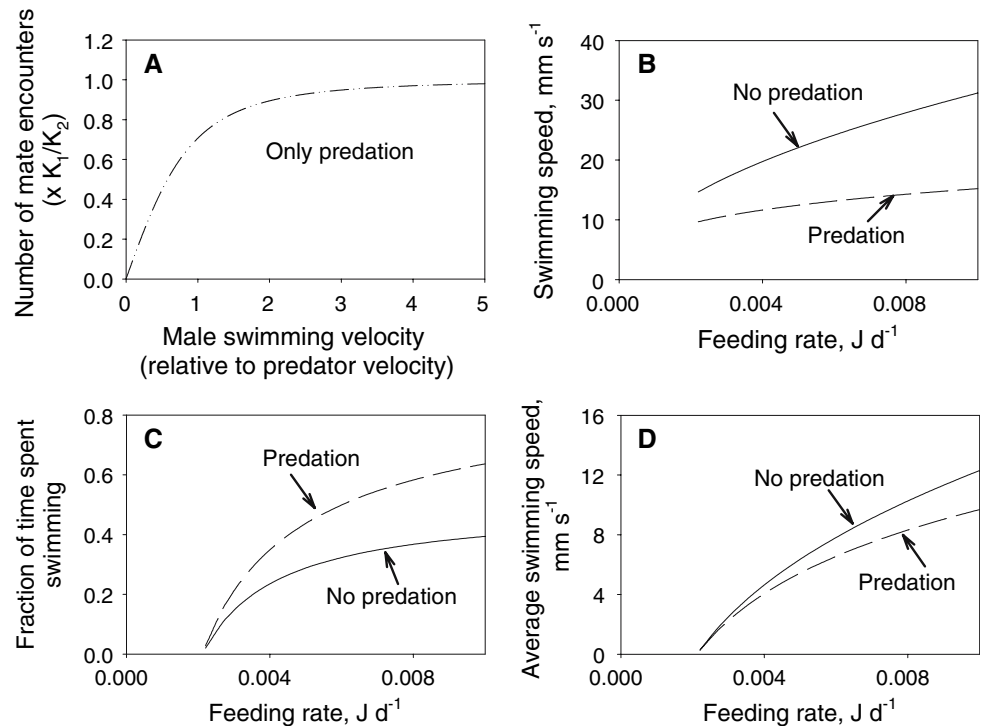 A
Number of mate encounters
(x K₁/K₂)
1.2
1.0
0.8
0.6
0.4
0.2
0.0
Only predation
0 1 2 3 4 5
Male swimming velocity
(relative to predator velocity)
B
Swimming speed, mm s⁻¹
40
30
20
10
0
No predation
Predation
0.000 0.004 0.008
Feeding rate, J d⁻¹
C
Fraction of time spent
swimming
0.8
0.6
0.4
0.2
0.0
Predation
No predation
0.000 0.004 0.008
Feeding rate, J d⁻¹
D
Average swimming speed,
mm s⁻¹
16
12
8
4
0
No predation
Predation
0.000 0.004 0.008
Feeding rate, J d⁻¹